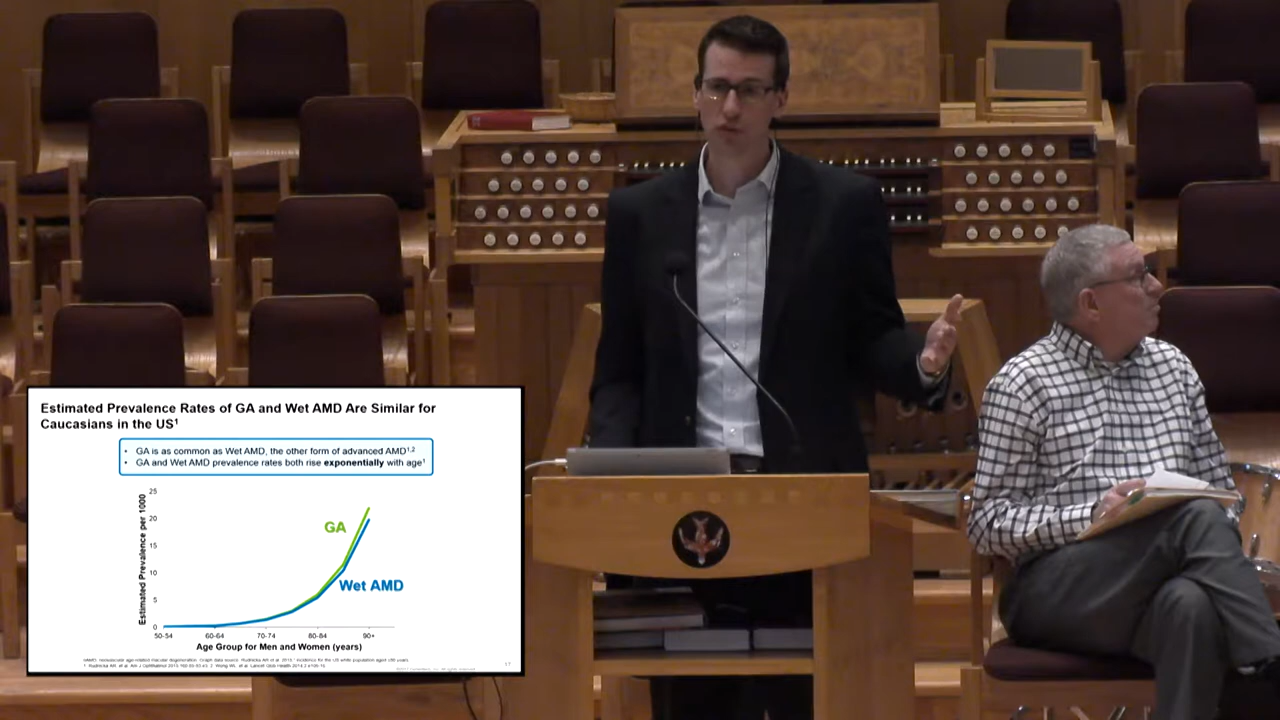 Estimated Prevalence Rates of GA and Wet AMD Are Similar for
Caucasians in the US¹
• GA is as common as Wet AMD, the other form of advanced AMD¹,²
• GA and Wet AMD prevalence rates both rise exponentially with age¹
25
20
15
10
5
0
Estimated Prevalence per 1000
GA
Wet AMD
50-54
60-64
70-74
80-84
90+
Age Group for Men and Women (years)
17